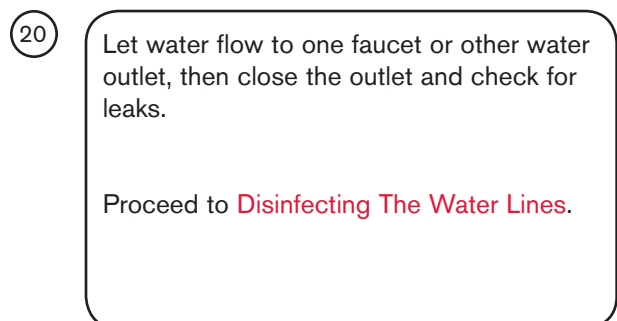 20
Let water flow to one faucet or other water
outlet, then close the outlet and check for
leaks.
Proceed to Disinfecting The Water Lines.